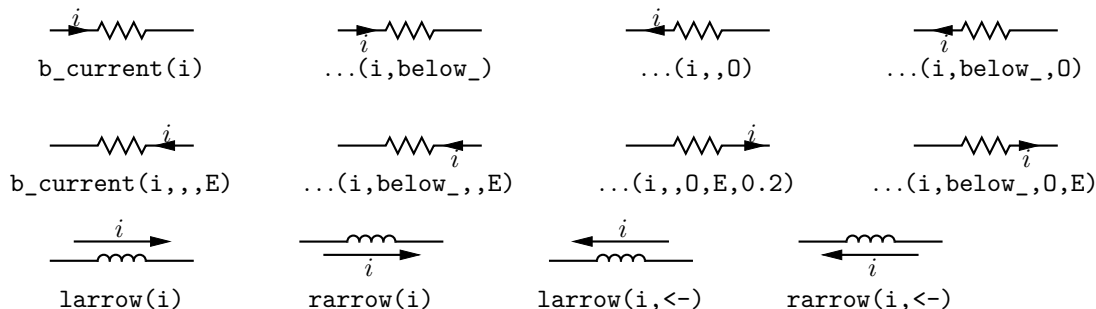 i i i i
b_current(i) ...(i,below_) ...(i,,O) ...(i,below_,O)
i i i i
b_current(i,,,E) ...(i,below_,,E) ...(i,,O,E,0.2) ...(i,below_,O,E)
i i i i
larrow(i) rarrow(i) larrow(i,<-) rarrow(i,<-)